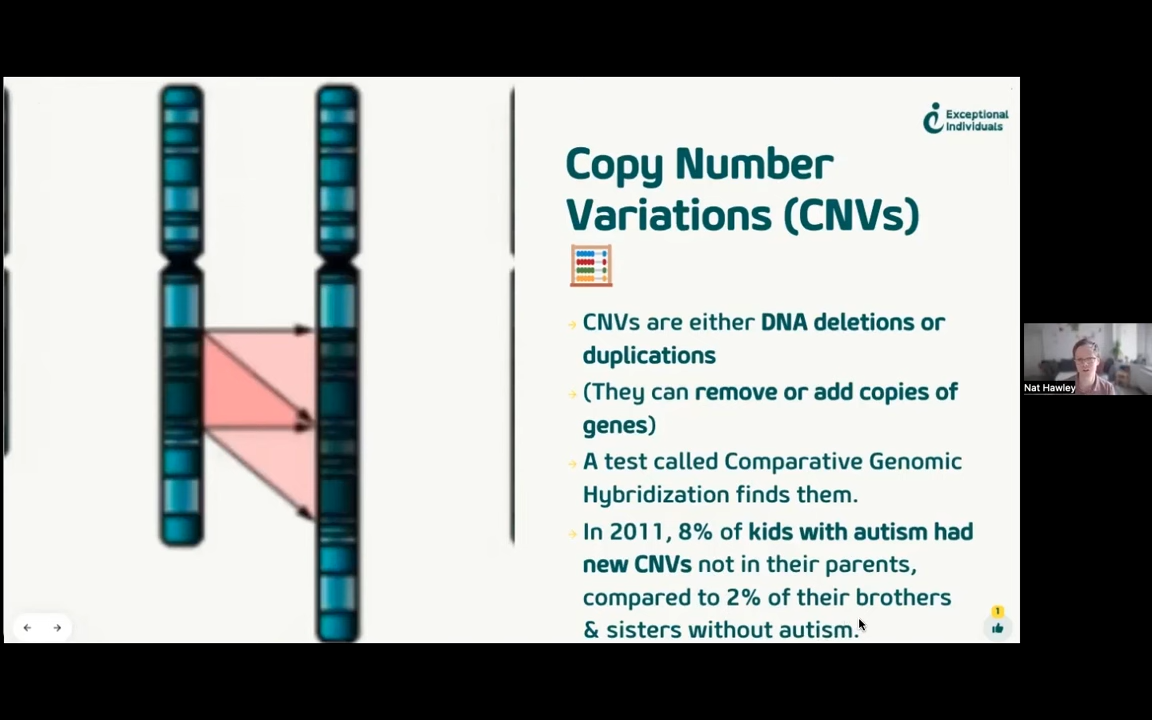 Exceptional
Individuals
Copy Number
Variations (CNVs)
→ CNVs are either DNA deletions or
duplications
→ (They can remove or add copies of
genes)
→ A test called Comparative Genomic
Hybridization finds them.
→ In 2011, 8% of kids with autism had
new CNVs not in their parents,
compared to 2% of their brothers
& sisters without autism.
1
Nat Hawley